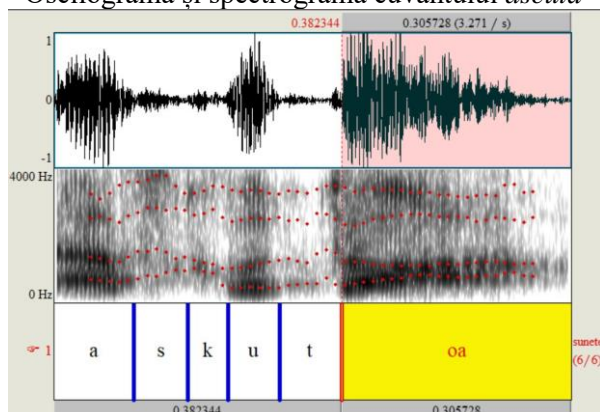 Oscilograma și spectrograma cuvântului
0.382344 0.305728 (3.271 / s)
1
0
-1
4000 Hz
0 Hz
☞ 1 a s k u t oa sunete
(6/6)
0.382344 0.305728